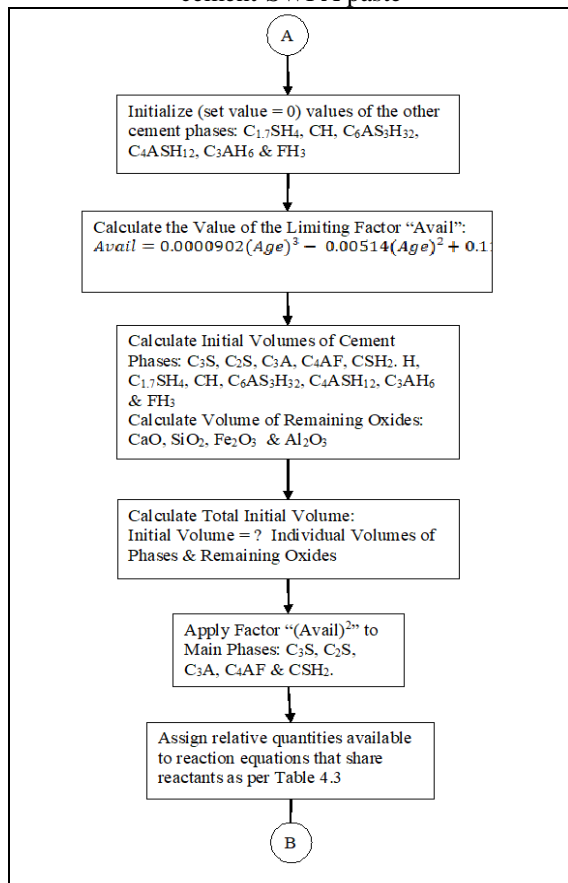 A
Initialize (set value = 0) values of the other
cement phases: C₁.₇SH₄, CH, C₆AS₃H₃₂,
C₄ASH₁₂, C₃AH₆ & FH₃
Calculate the Value of the Limiting Factor “Avail”:
Avail = 0.0000902(Age)³ − 0.00514(Age)² + 0.1
Calculate Initial Volumes of Cement
Phases: C₃S, C₂S, C₃A, C₄AF, CSH₂. H,
C₁.₇SH₄, CH, C₆AS₃H₃₂, C₄ASH₁₂, C₃AH₆
& FH₃
Calculate Volume of Remaining Oxides:
CaO, SiO₂, Fe₂O₃ & Al₂O₃
Calculate Total Initial Volume:
Initial Volume = ? Individual Volumes of
Phases & Remaining Oxides
Apply Factor “(Avail)²” to
Main Phases: C₃S, C₂S,
C₃A, C₄AF & CSH₂.
Assign relative quantities available
to reaction equations that share
reactants as per Table 4.3
B